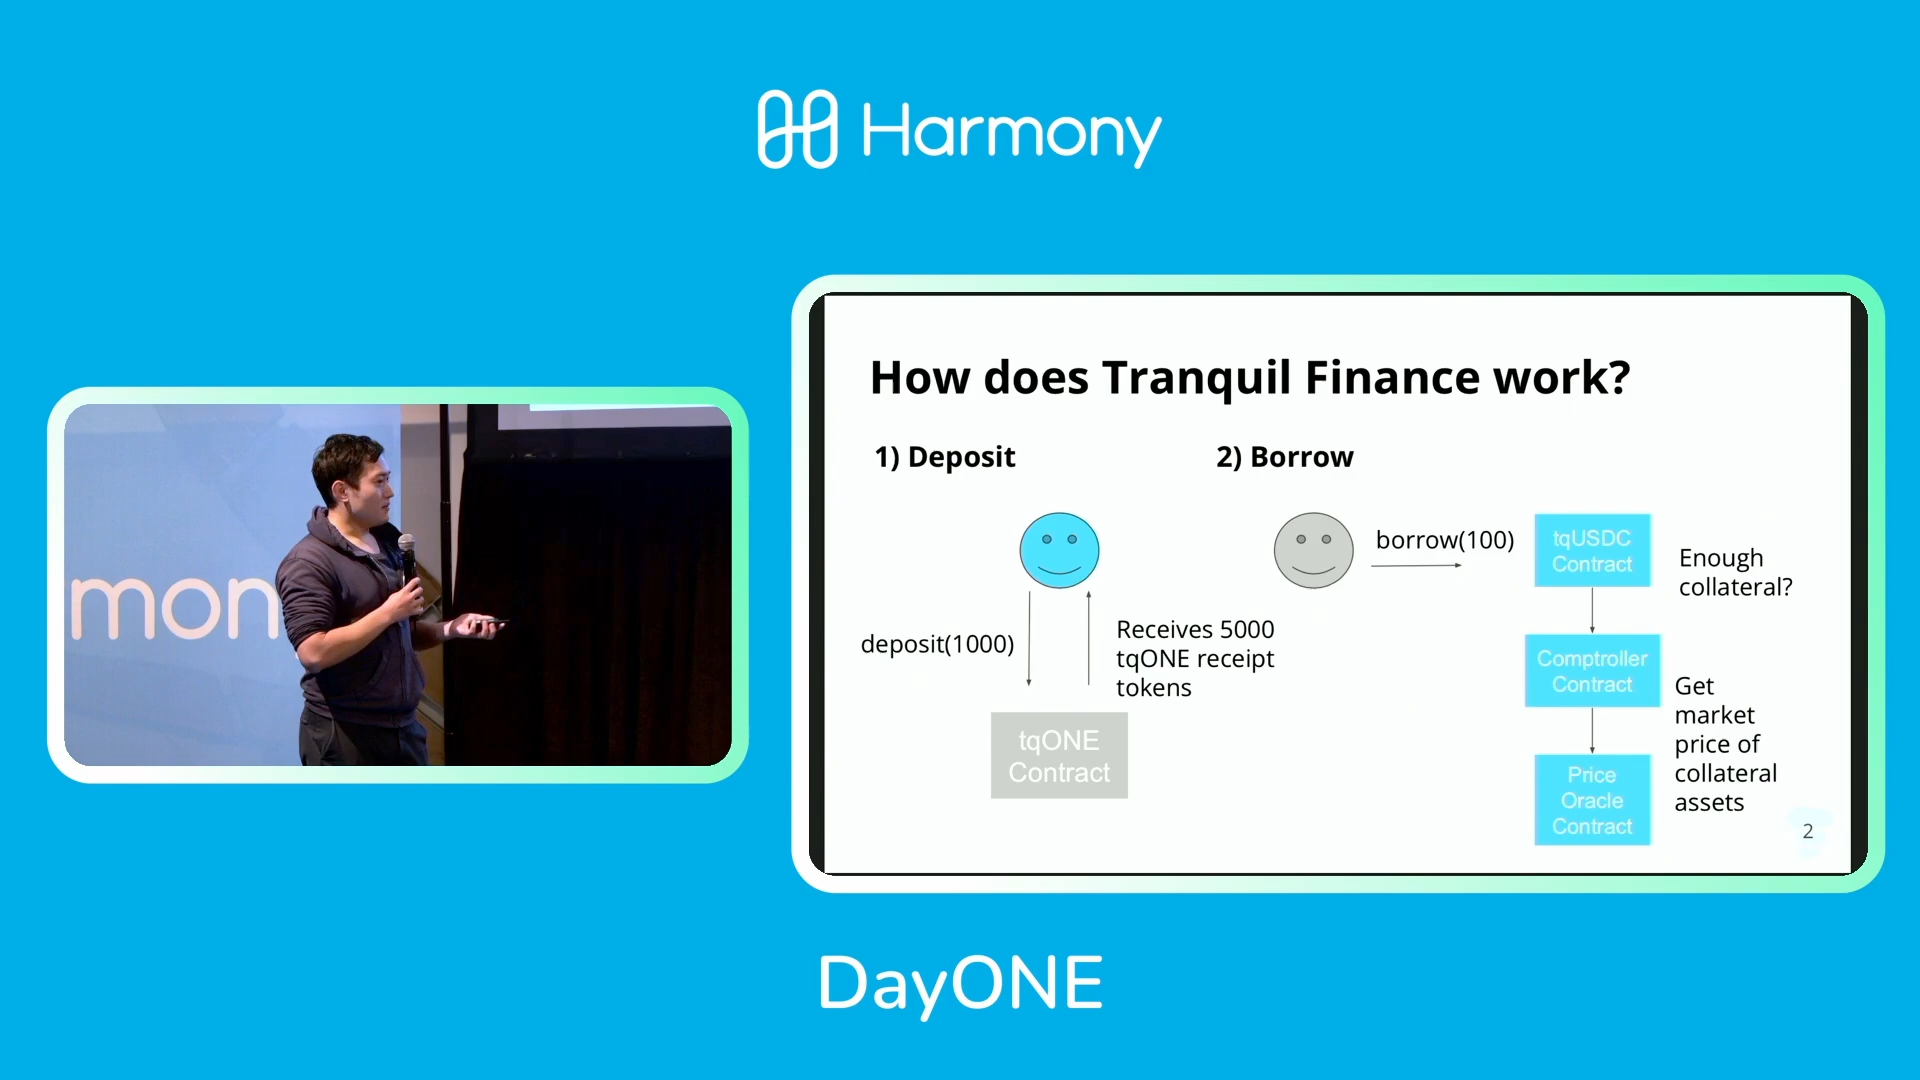 Harmony
mon
How does Tranquil Finance work?
1) Deposit
2) Borrow
deposit(1000)
Receives 5000
tqONE receipt
tokens
tqONE
Contract
borrow(100)
tqUSDC
Contract
Enough
collateral?
Comptroller
Contract
Get
market
price of
collateral
assets
Price
Oracle
Contract
2
DayONE